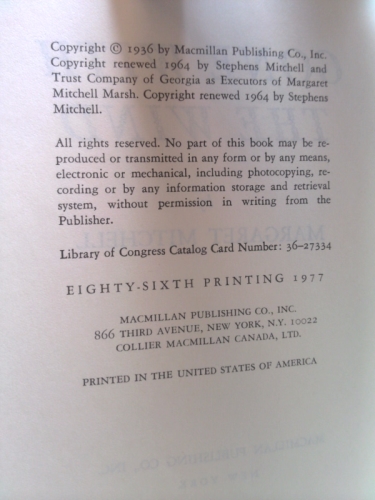 Copyright © 1936 by Macmillan Publishing Co., Inc.
Copyright renewed 1964 by Stephens Mitchell and
Trust Company of Georgia as Executors of Margaret
Mitchell Marsh. Copyright renewed 1964 by Stephens
Mitchell.
All rights reserved. No part of this book may be re-
produced or transmitted in any form or by any means,
electronic or mechanical, including photocopying, re-
cording or by any information storage and retrieval
system, without permission in writing from the
Publisher.
Library of Congress Catalog Card Number: 36-27334
EIGHTY-SIXTH PRINTING 1977
MACMILLAN PUBLISHING CO., INC.
866 THIRD AVENUE, NEW YORK, N.Y. 10022
COLLIER MACMILLAN CANADA, LTD.
PRINTED IN THE UNITED STATES OF AMERICA